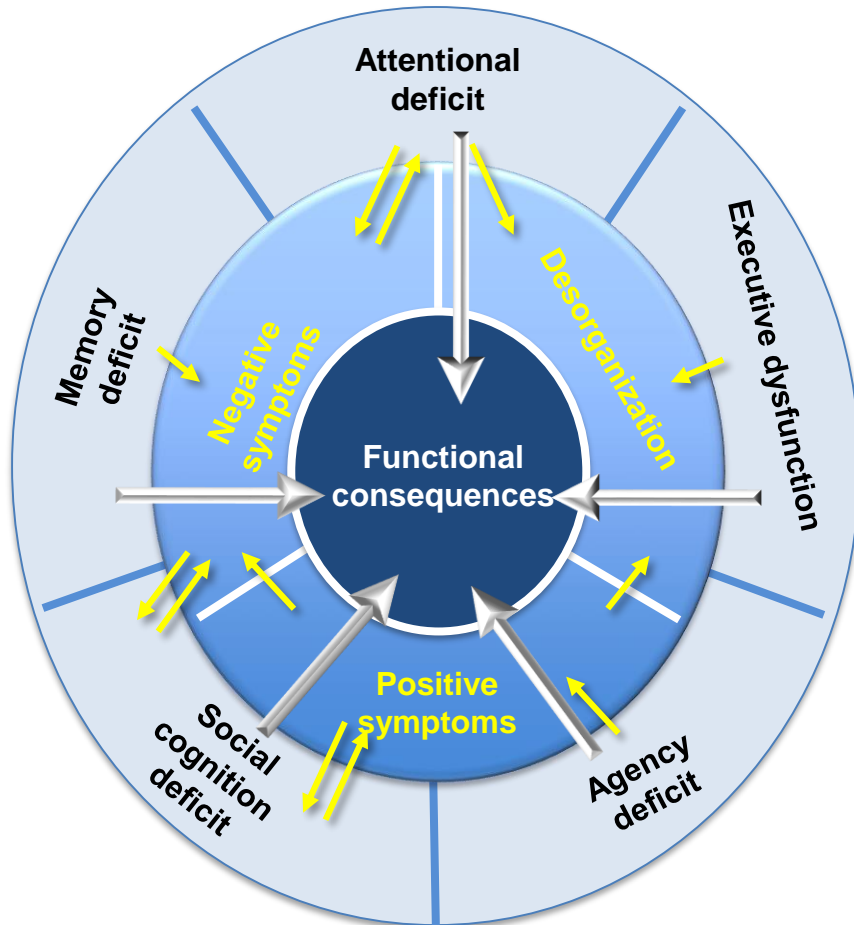 Attentional
deficit
Executive dysfunction
Memory
deficit
Negative
symptoms
Desorganization
Functional
consequences
Positive
symptoms
Social
cognition
deficit
Agency
deficit